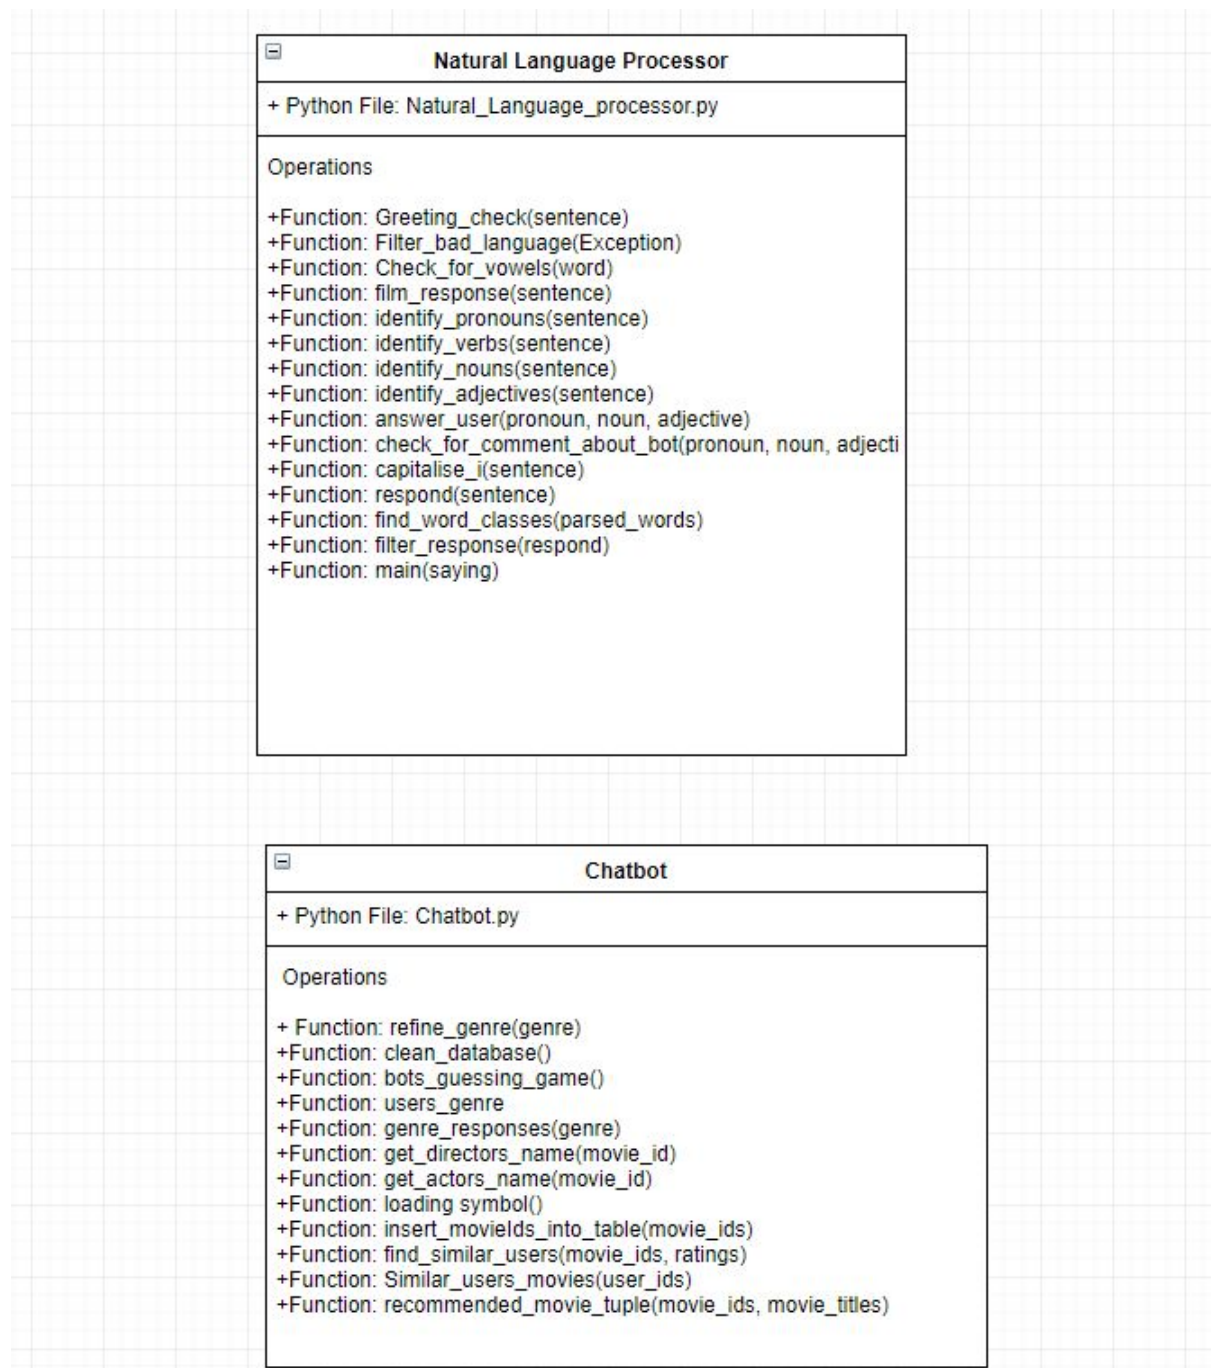 Natural Language Processor
+ Python File: Natural_Language_processor.py
Operations
+Function: Greeting_check(sentence)
+Function: Filter_bad_language(Exception)
+Function: Check_for_vowels(word)
+Function: film_response(sentence)
+Function: identify_pronouns(sentence)
+Function: identify_verbs(sentence)
+Function: identify_nouns(sentence)
+Function: identify_adjectives(sentence)
+Function: answer_user(pronoun, noun, adjective)
+Function: check_for_comment_about_bot(pronoun, noun, adjecti
+Function: capitalise_i(sentence)
+Function: respond(sentence)
+Function: find_word_classes(parsed_words)
+Function: filter_response(respond)
+Function: main(saying)
Chatbot
+ Python File: Chatbot.py
Operations
+ Function: refine_genre(genre)
+Function: clean_database()
+Function: bots_guessing_game()
+Function: users_genre
+Function: genre_responses(genre)
+Function: get_directors_name(movie_id)
+Function: get_actors_name(movie_id)
+Function: loading symbol()
+Function: insert_movieIds_into_table(movie_ids)
+Function: find_similar_users(movie_ids, ratings)
+Function: Similar_users_movies(user_ids)
+Function: recommended_movie_tuple(movie_ids, movie_titles)